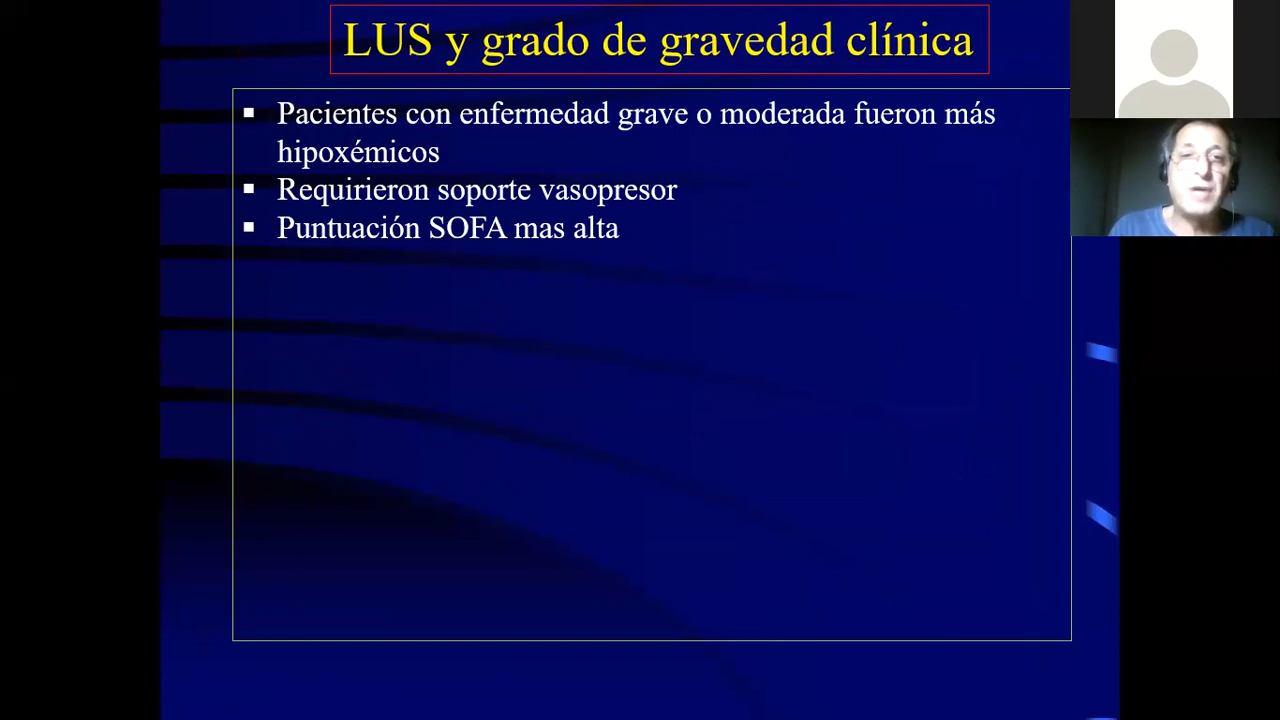 LUS y grado de gravedad clínica
▪ Pacientes con enfermedad grave o moderada fueron más
hipoxémicos
▪ Requirieron soporte vasopresor
▪ Puntuación SOFA mas alta